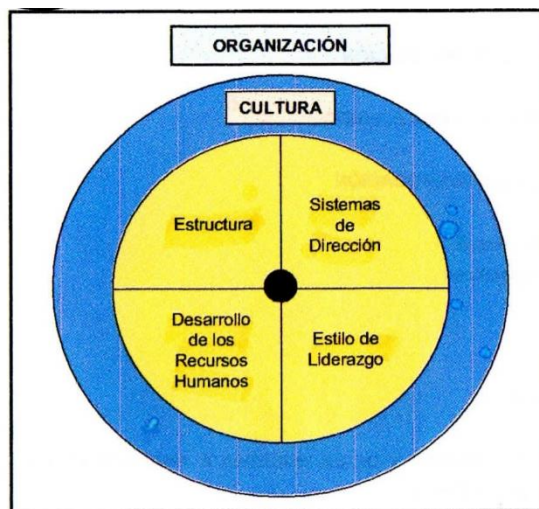 ORGANIZACIÓN
CULTURA
Estructura
Sistemas
de
Dirección
Desarrollo
de los
Recursos
Humanos
Estilo de
Liderazgo